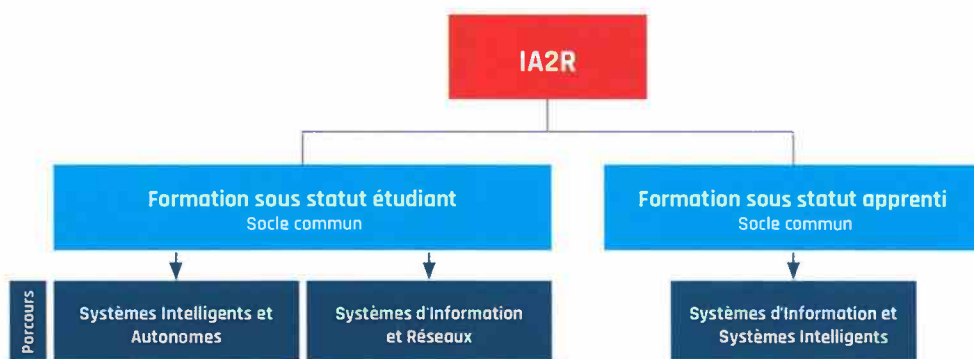 IA2R
Formation sous statut étudiant
Socle commun
Formation sous statut apprenti
Socle commun
Parcours
Systèmes Intelligents et
Autonomes
Systèmes d'Information
et Réseaux
Systèmes d'Information et
Systèmes Intelligents